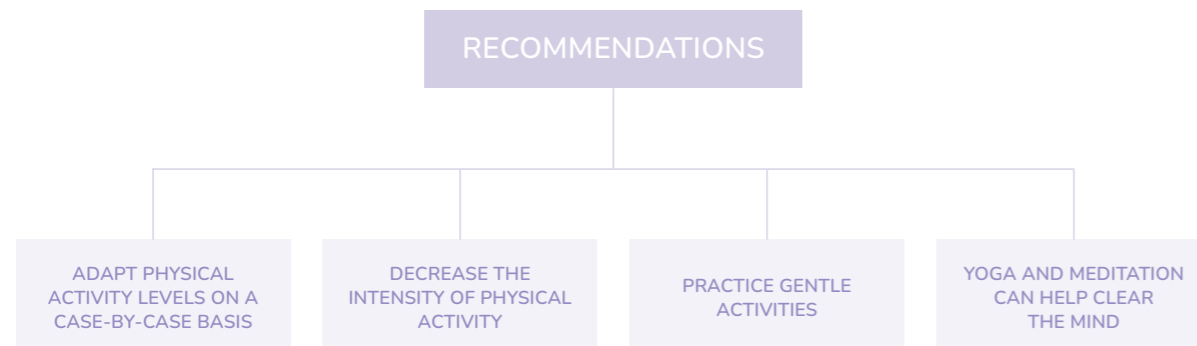 RECOMMENDATIONS
ADAPT PHYSICAL
ACTIVITY LEVELS ON A
CASE-BY-CASE BASIS
DECREASE THE
INTENSITY OF PHYSICAL
ACTIVITY
PRACTICE GENTLE
ACTIVITIES
YOGA AND MEDITATION
CAN HELP CLEAR
THE MIND